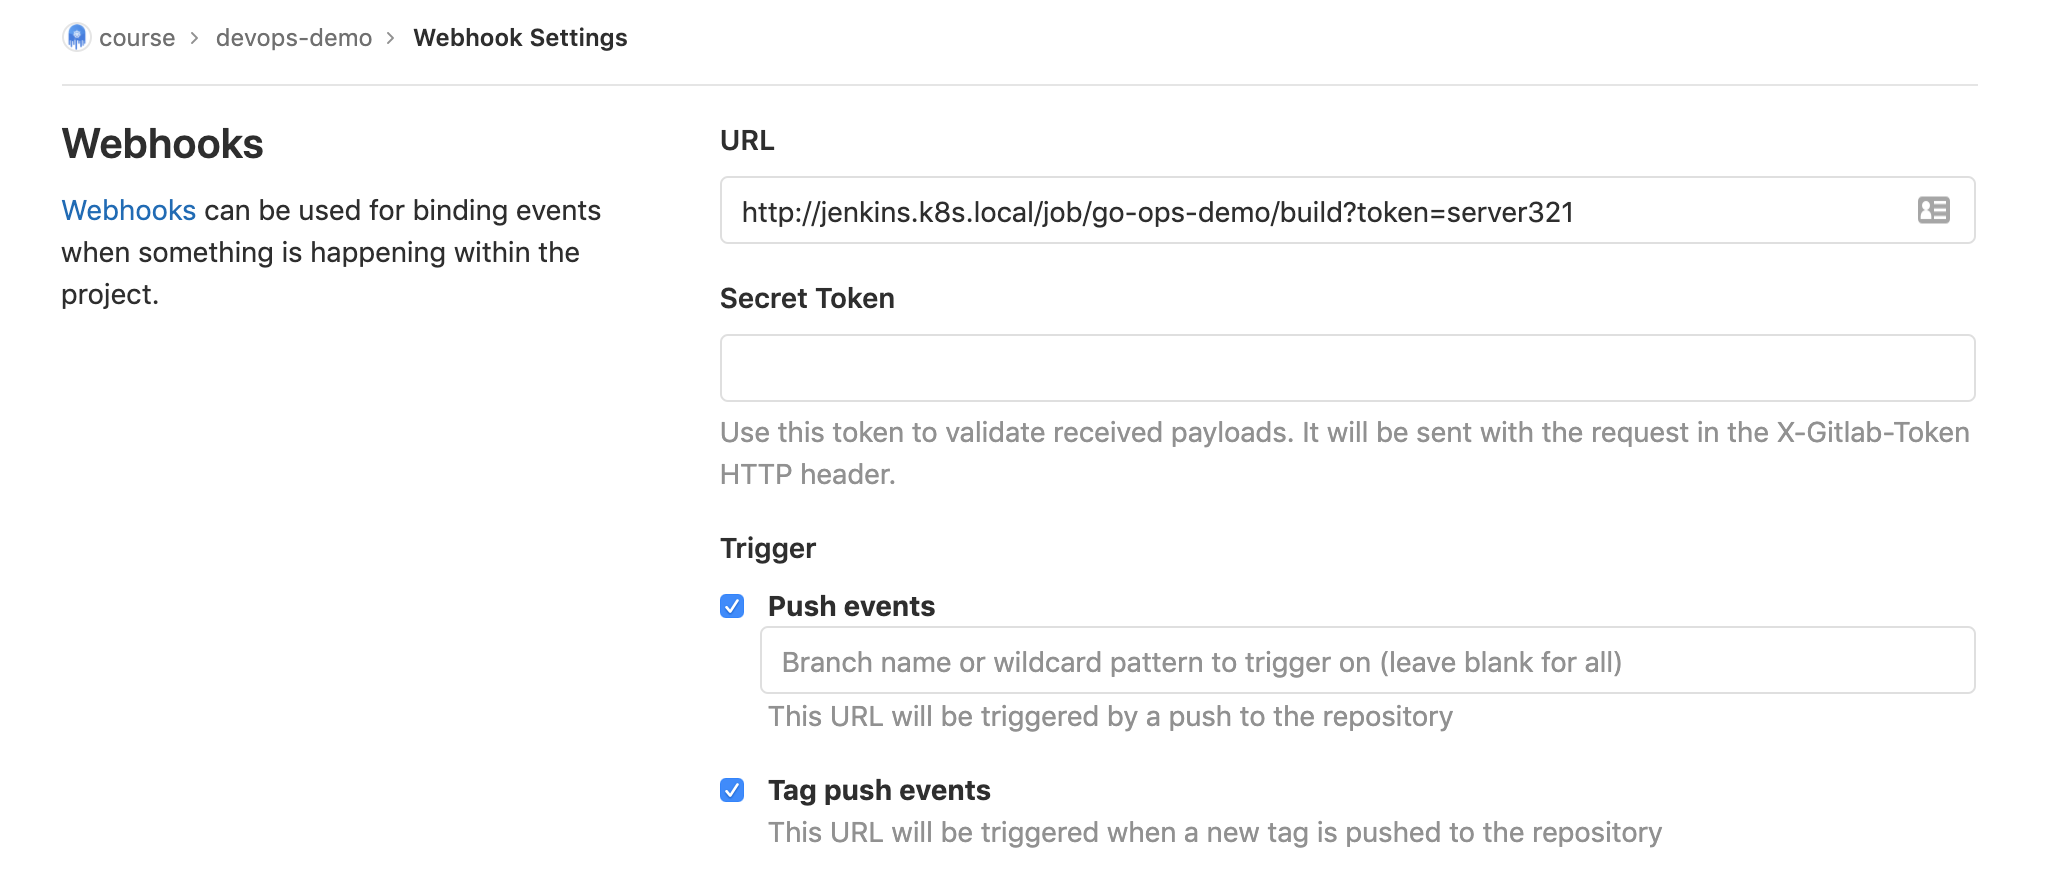 course > devops-demo > Webhook Settings
Webhooks
Webhooks can be used for binding events
when something is happening within the
project.
URL
http://jenkins.k8s.local/job/go-ops-demo/build?token=server321
Secret Token
Use this token to validate received payloads. It will be sent with the request in the X-Gitlab-Token
HTTP header.
Trigger
Push events
Branch name or wildcard pattern to trigger on (leave blank for all)
This URL will be triggered by a push to the repository
Tag push events
This URL will be triggered when a new tag is pushed to the repository